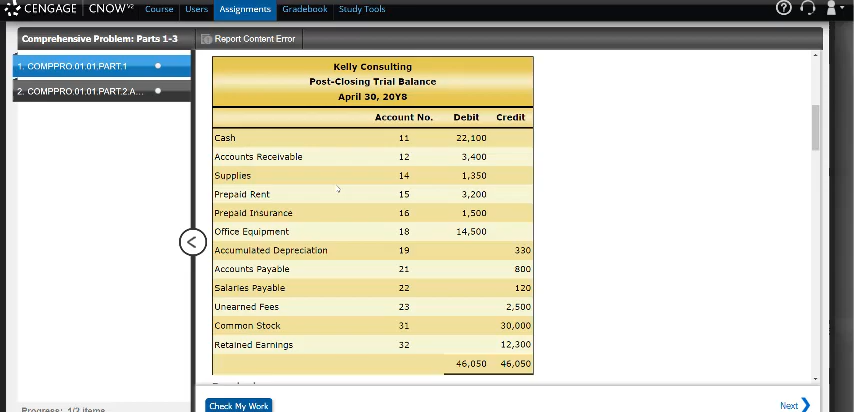 CENGAGE | CNOWV2 Course Users Assignments Gradebook Study Tools
Comprehensive Problem: Parts 1-3 Report Content Error
1. COMPPRO.01.01.PART.1
2. COMPPRO.01.01.PART.2.A...
Kelly Consulting
Post-Closing Trial Balance
April 30, 20Y8
Account No. Debit Credit
Cash 11 22,100
Accounts Receivable 12 3,400
Supplies 14 1,350
Prepaid Rent 15 3,200
Prepaid Insurance 16 1,500
Office Equipment 18 14,500
Accumulated Depreciation 19 330
Accounts Payable 21 800
Salaries Payable 22 120
Unearned Fees 23 2,500
Common Stock 31 30,000
Retained Earnings 32 12,300
46,050 46,050
Progress: 1/2 items
Check My Work Next